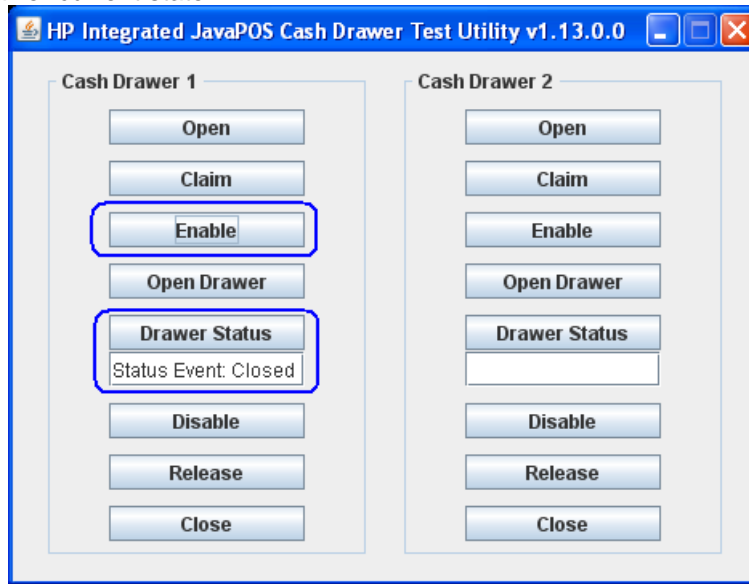 HP Integrated JavaPOS Cash Drawer Test Utility v1.13.0.0
Cash Drawer 1
Open
Claim
Enable
Open Drawer
Drawer Status
Status Event: Closed
Disable
Release
Close
Cash Drawer 2
Open
Claim
Enable
Open Drawer
Drawer Status
Disable
Release
Close